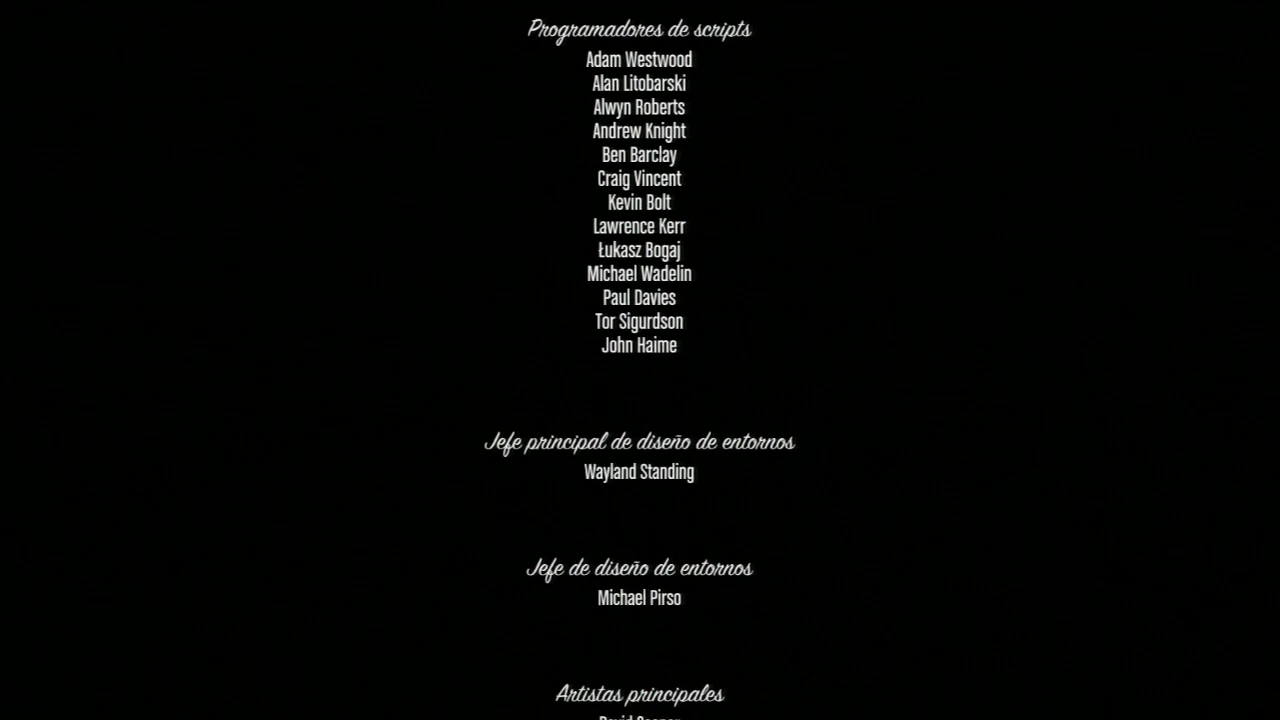 Programadores de scripts
Adam Westwood
Alan Litobarski
Alwyn Roberts
Andrew Knight
Ben Barclay
Craig Vincent
Kevin Bolt
Lawrence Kerr
Łukasz Bogaj
Michael Wadelin
Paul Davies
Tor Sigurdson
John Haime
Jefe principal de diseño de entornos
Wayland Standing
Jefe de diseño de entornos
Michael Pirso
Artistas principales
David